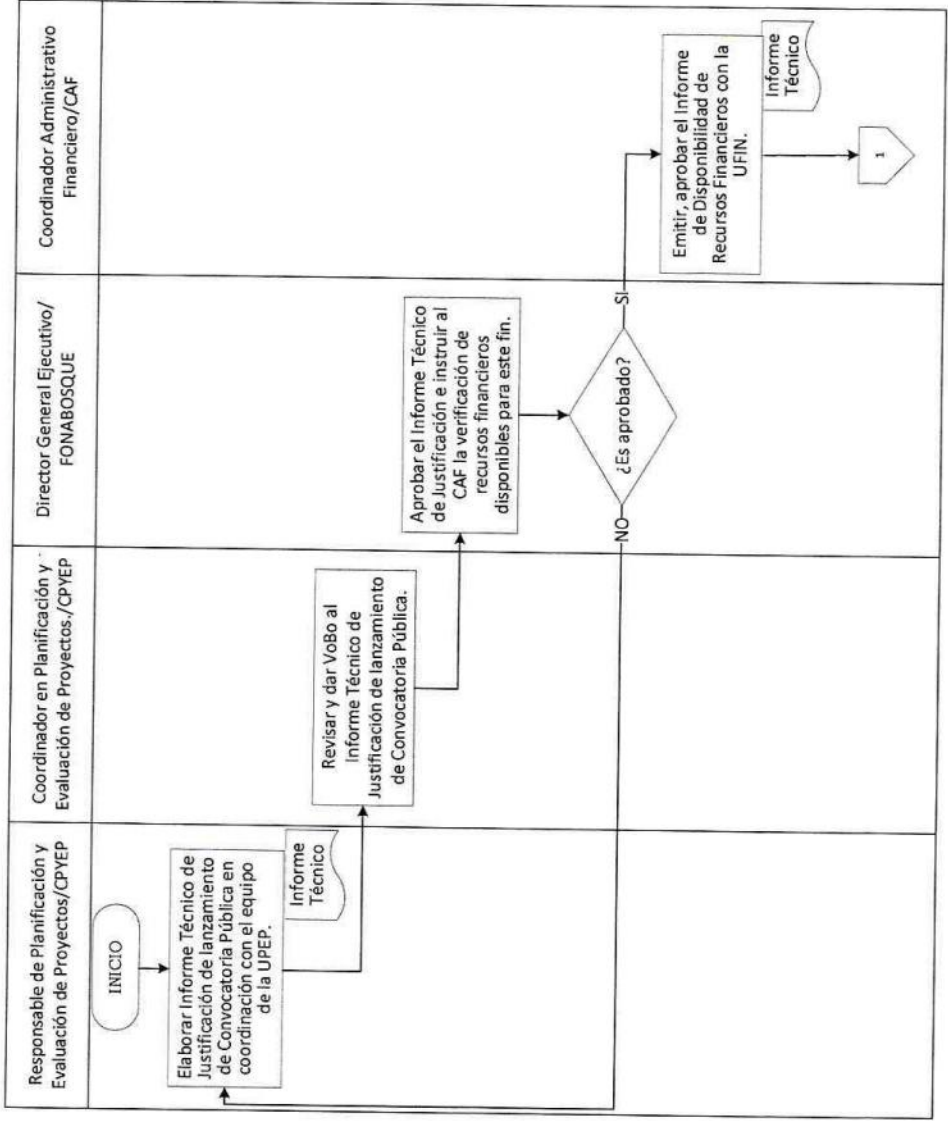 Responsable de Planificación y
Evaluación de Proyectos/CPYEP
Coordinador en Planificación y
Evaluación de Proyectos./CPYEP
Director General Ejecutivo/
FONABOSQUE
Coordinador Administrativo
Financiero/CAF
INICIO
Elaborar Informe Técnico de
Justificación de lanzamiento
de Convocatoria Pública en
coordinación con el equipo
de la UPEP.
Informe
Técnico
Revisar y dar VoBo al
Informe Técnico de
Justificación de lanzamiento
de Convocatoria Pública.
Aprobar el Informe Técnico
de Justificación e instruir al
CAF la verificación de
recursos financieros
disponibles para este fin.
¿Es aprobado?
NO
SI
Emitir, aprobar el Informe
de Disponibilidad de
Recursos Financieros con la
UFIN.
Informe
Técnico
1